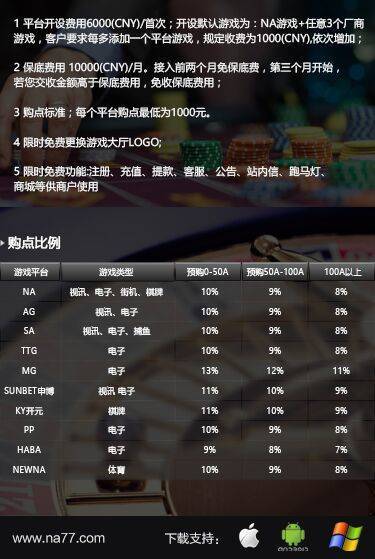 1 平台开设费用6000(CNY)/首次；开设默认游戏为：NA游戏+任意3个厂商
游戏，客户要求每多添加一个平台游戏，规定收费为1000(CNY),依次增加；
2 保底费用 10000(CNY)/月。接入前两个月免保底费，第三个月开始，
若您交收金额高于保底费用，免收保底费用；
3 购点标准；每个平台购点最低为1000元。
4 限时免费更换游戏大厅LOGO;
5 限时免费功能:注册、充值、提款、客服、公告、站内信、跑马灯、
商城等供商户使用
购点比例
游戏平台 游戏类型 预购0-50A 预购50A-100A 100A以上
NA 视讯、电子、街机、棋牌 10% 9% 8%
AG 视讯、电子 10% 9% 8%
SA 视讯、电子、捕鱼 10% 9% 8%
TTG 电子 10% 9% 8%
MG 电子 13% 12% 11%
SUNBET申博 视讯 电子 11% 10% 9%
KY开元 棋牌 11% 10% 9%
PP 电子 10% 9% 8%
HABA 电子 9% 8% 7%
NEWNA 体育 10% 9% 8%
www.na77.com 下载支持： ANDROID